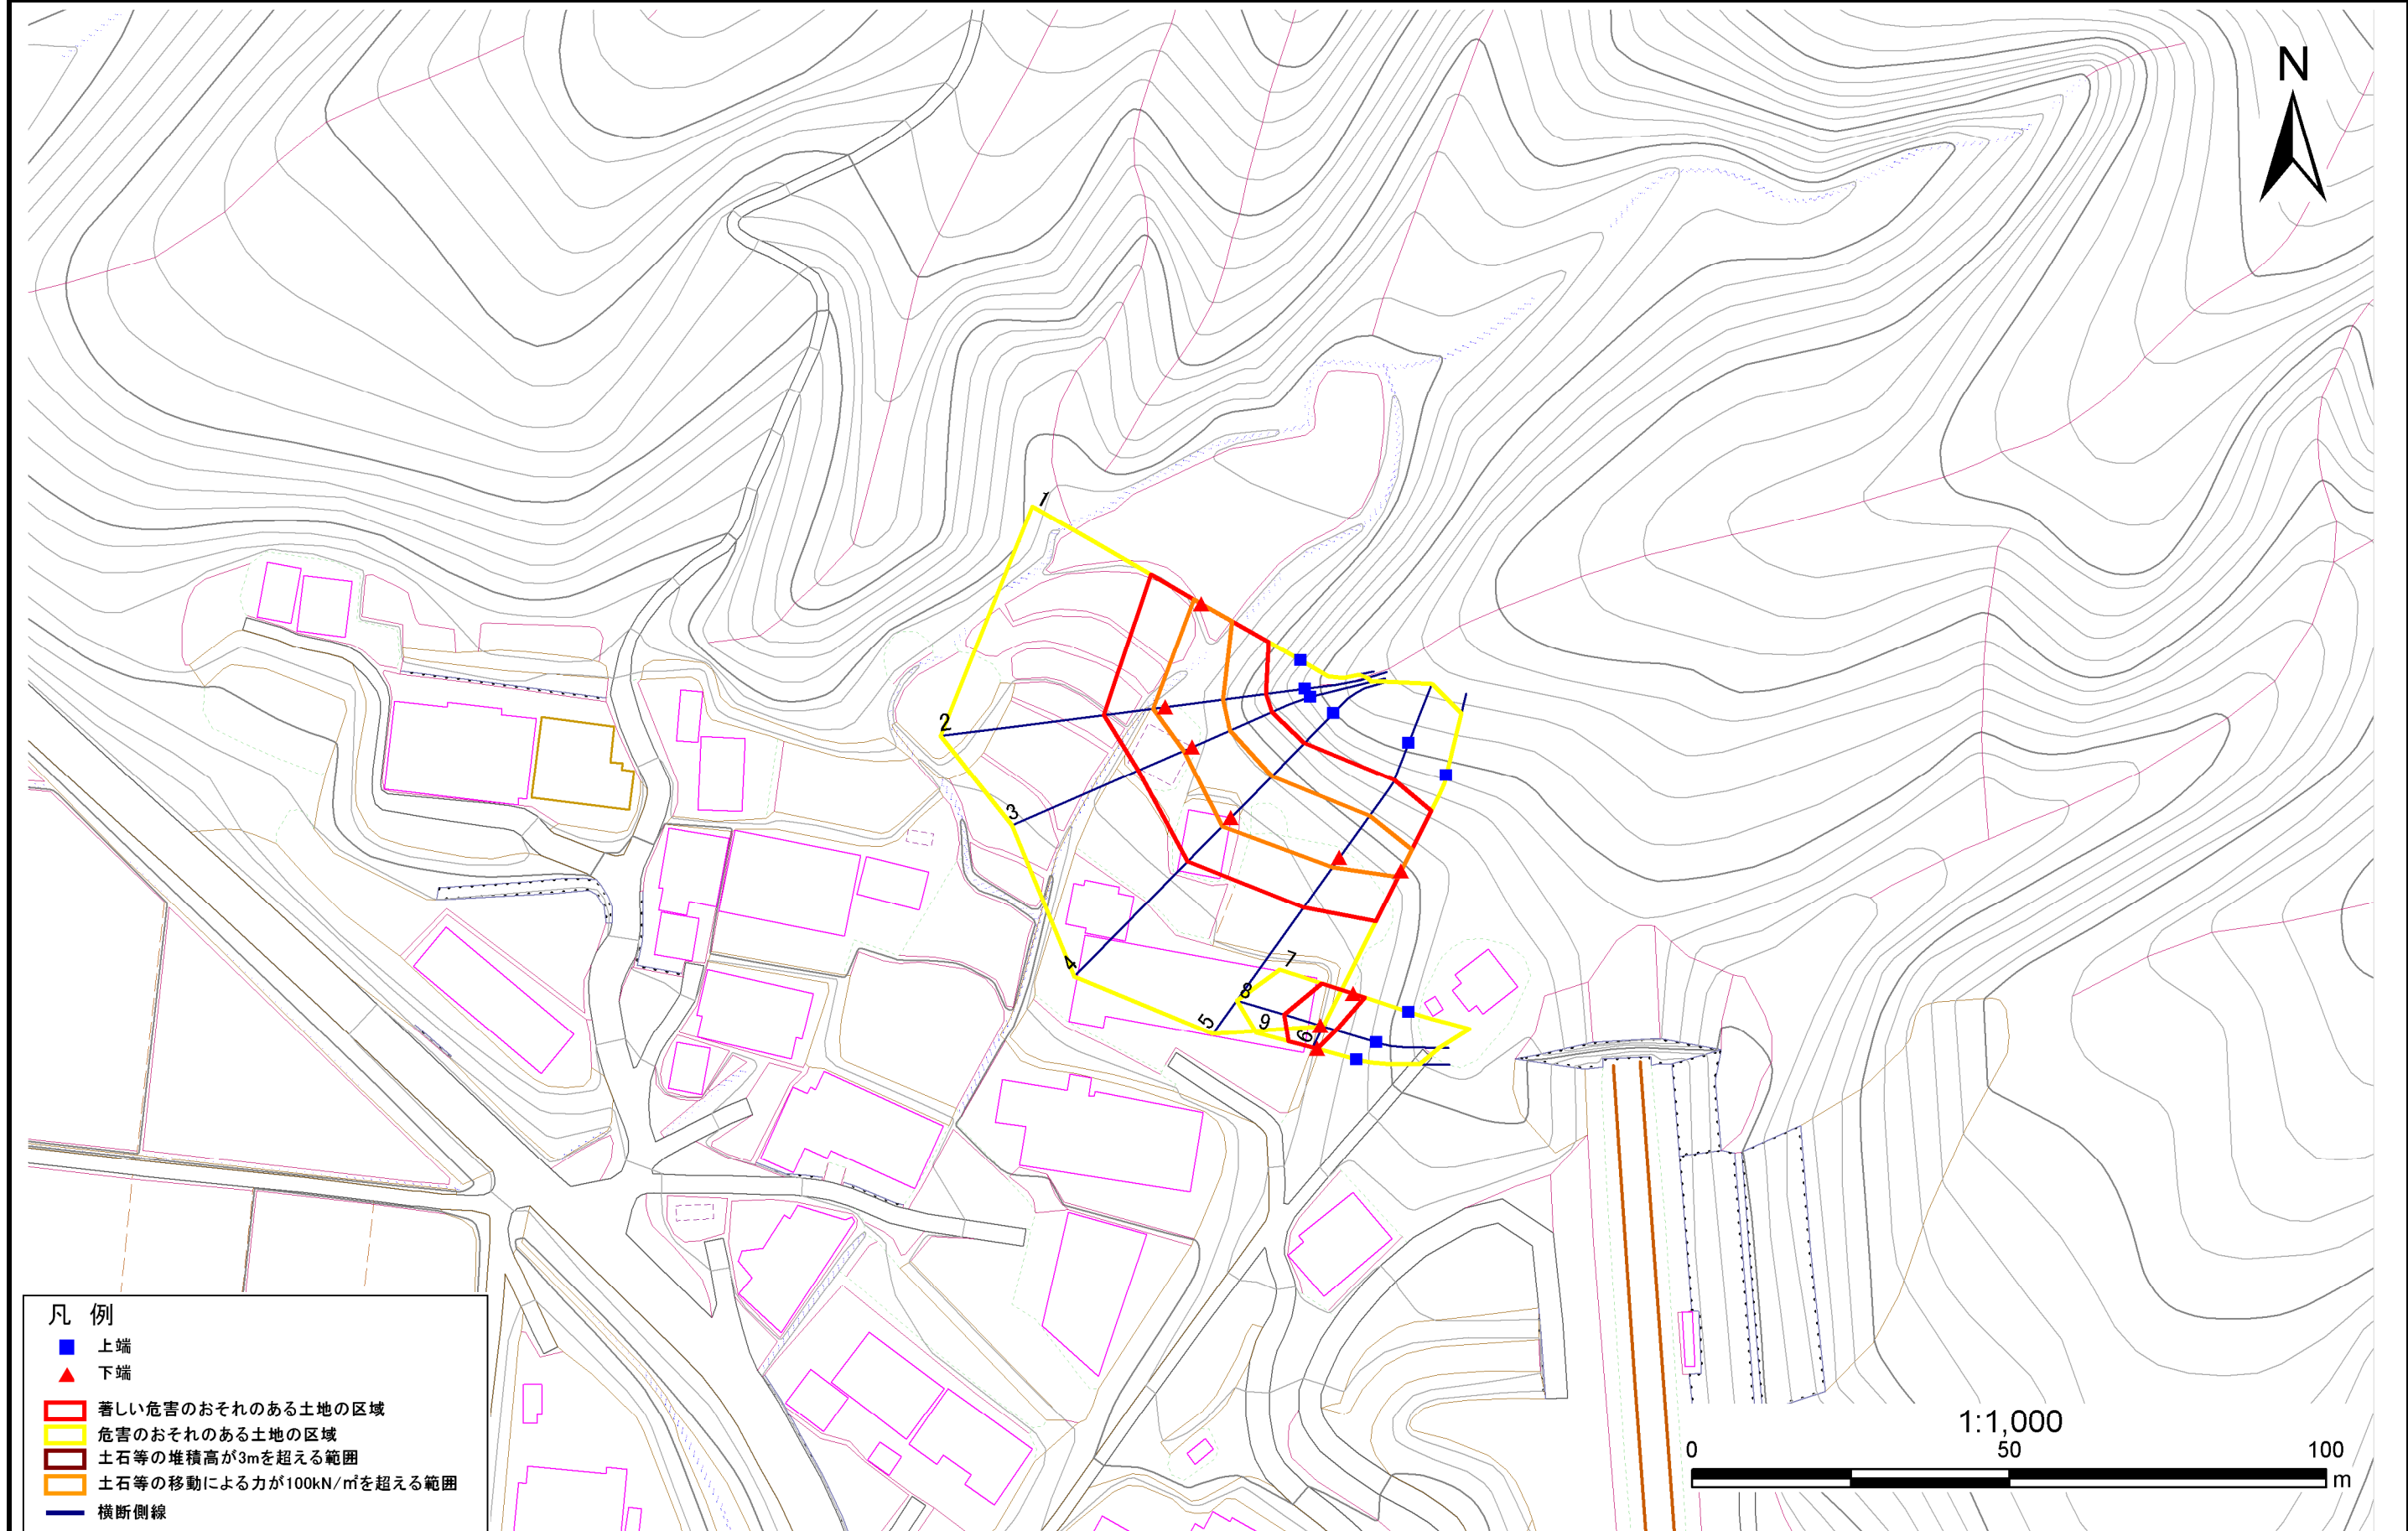 N
1
2
3
4
5
6
7
8
9
凡 例
上端
下端
著しい危害のおそれのある土地の区域
危害のおそれのある土地の区域
土石等の堆積高が3mを超える範囲
土石等の移動による力が100kN/㎡を超える範囲
横断側線
1:1,000
0 50 100
m